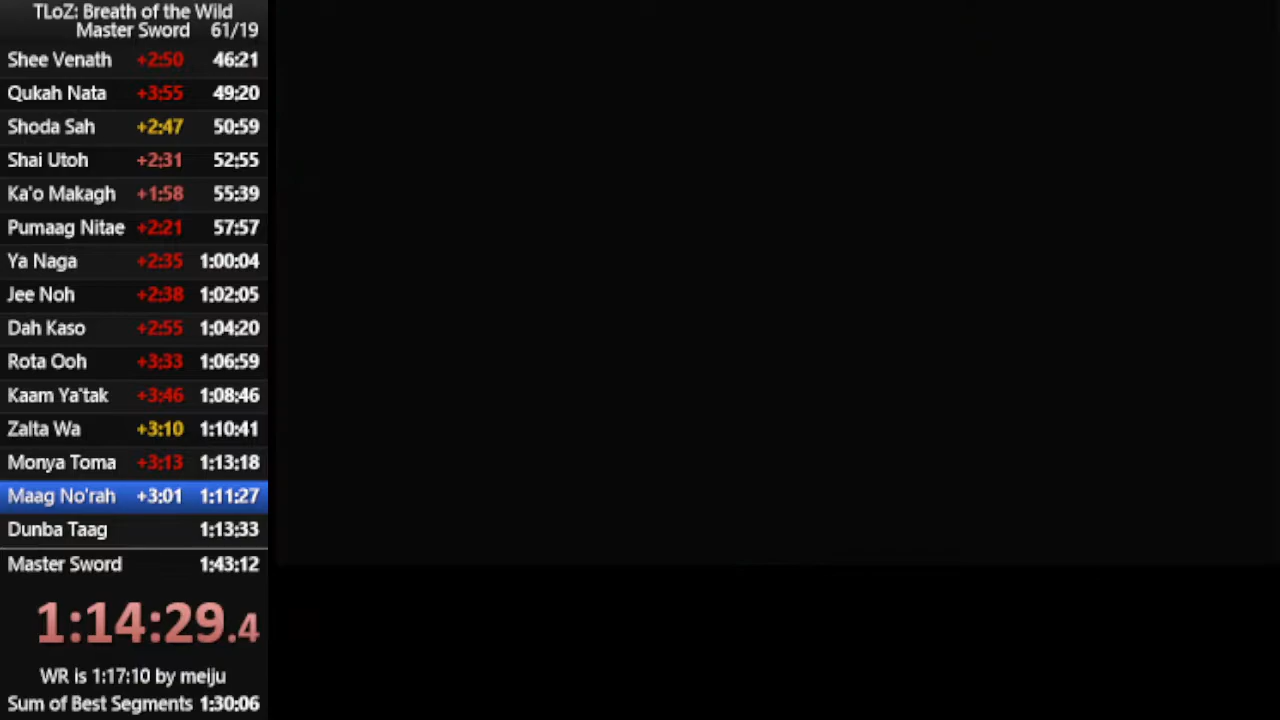 TLoZ: Breath of the Wild
Master Sword 61/19
Shee Venath +2:50 46:21
Qukah Nata +3:55 49:20
Shoda Sah +2:47 50:59
Shai Utoh +2:31 52:55
Ka'o Makagh +1:58 55:39
Pumaag Nitae +2:21 57:57
Ya Naga +2:35 1:00:04
Jee Noh +2:38 1:02:05
Dah Kaso +2:55 1:04:20
Rota Ooh +3:33 1:06:59
Kaam Ya'tak +3:46 1:08:46
Zalta Wa +3:10 1:10:41
Monya Toma +3:13 1:13:18
Maag No'rah +3:01 1:11:27
Dunba Taag 1:13:33
Master Sword 1:43:12
1:14:29.4
WR is 1:17:10 by meiju
Sum of Best Segments 1:30:06